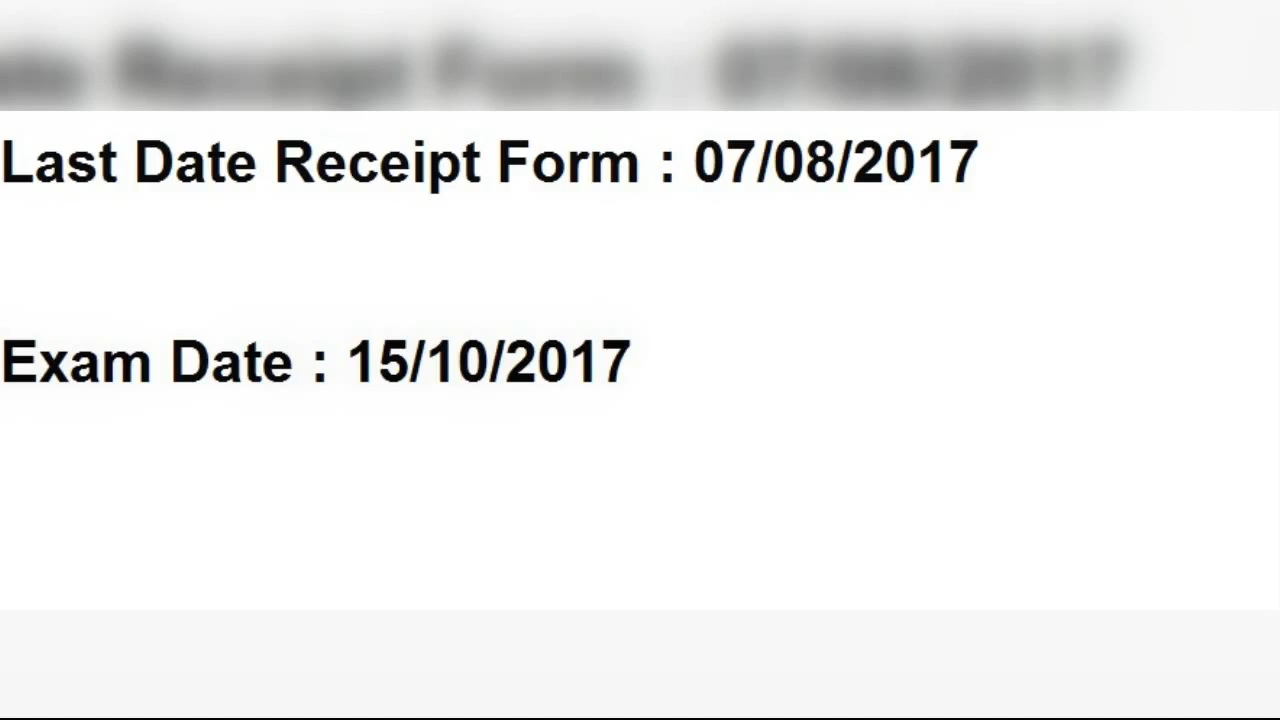 Last Date Receipt Form : 07/08/2017
Exam Date : 15/10/2017